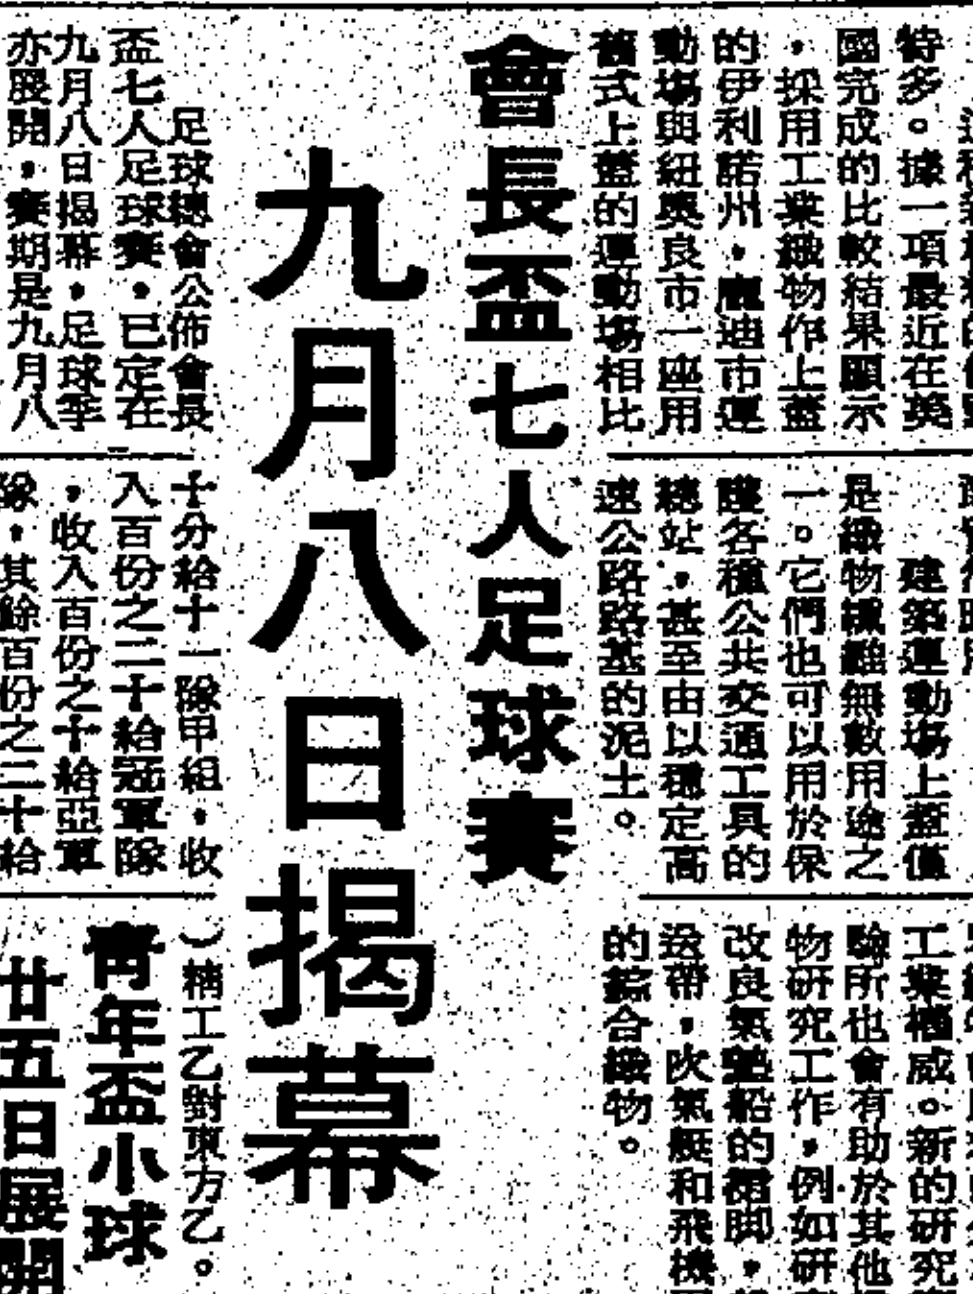 特多。據一項最近在英
國完成的比較結果顯示
，採用工業織物作上蓋
的伊利諾州，龐迪市運
動場與紐奧良市一座用
舊式上蓋的運動場相比
建築運動場上蓋僅
是織物纖維無數用途之
一。它們也可以用於保
護各種公共交通工具的
總站，甚至由以穩定高
速公路路基的泥土。
工業權威。新的研究
驗所也會有助於其他
物研究工作，例如研
改良氣墊船的裙脚，
送帶，吹氣艇和飛機
的綜合織物。
會長盃七人足球賽
九月八日揭幕
足球總會公佈會長
盃七人足球賽，已定在
九月八日揭幕，足球季
亦展開，賽期是九月八
十分給十一隊甲組，收
入百份之二十給冠軍隊
，收入百份之十給亞軍
隊，其餘百份之二十給
）精工乙對東方乙。
青年盃小球
廿五日展開